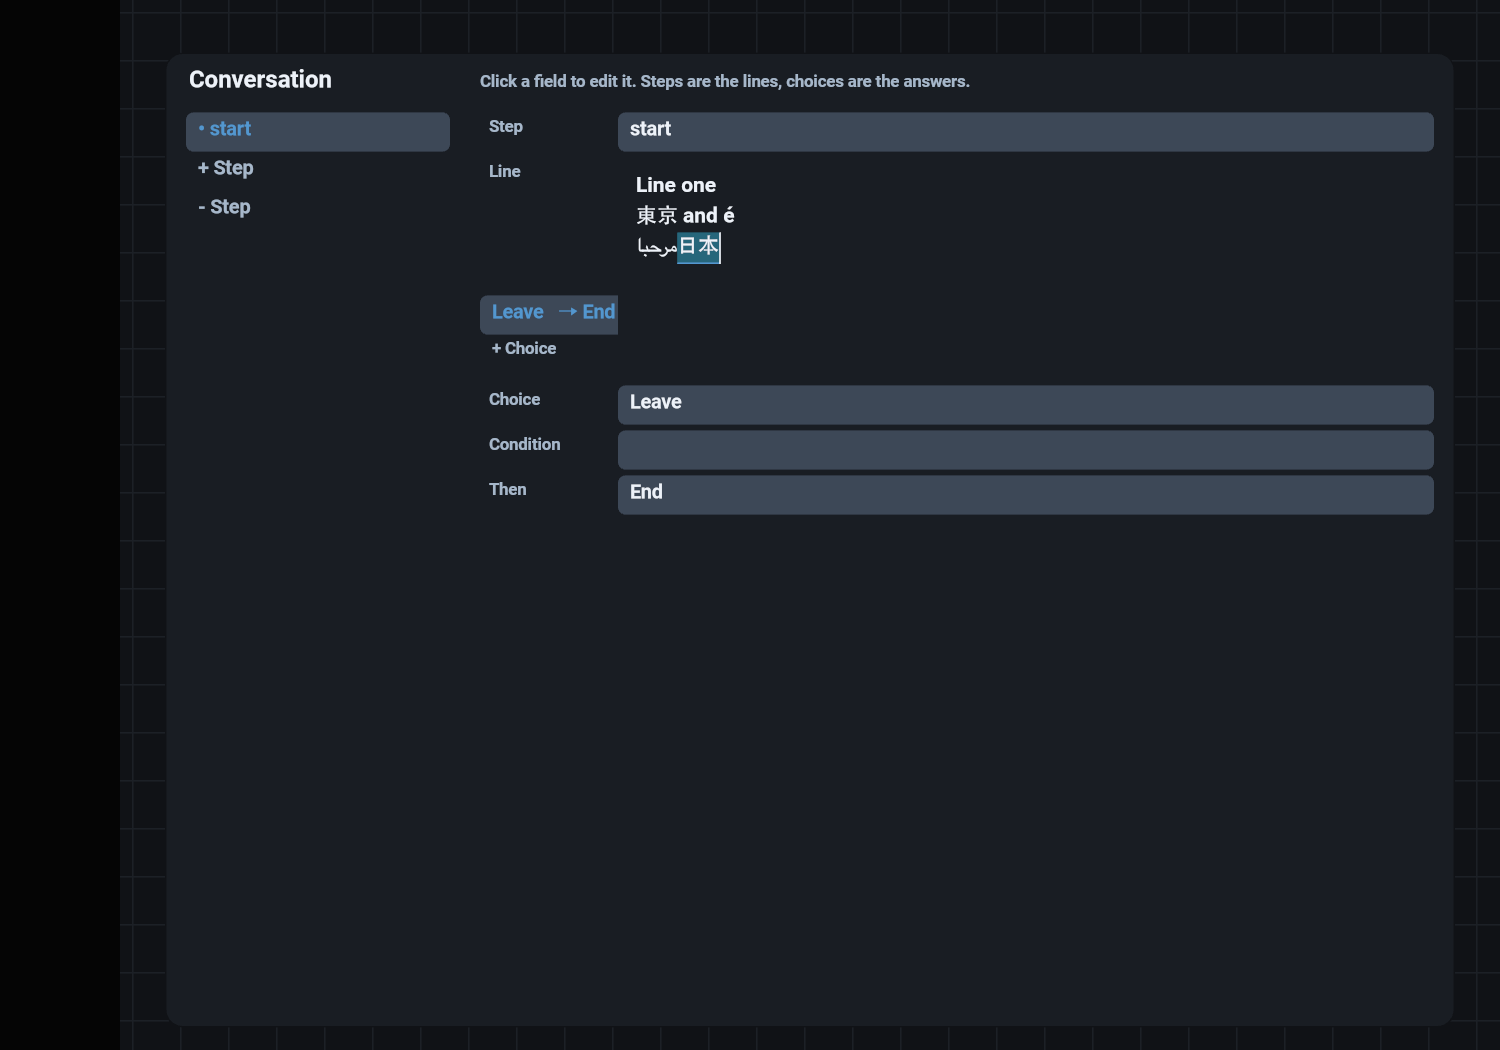 Conversation
Click a field to edit it. Steps are the lines, choices are the answers.
• start
+ Step
- Step
Step
start
Line
Line one
東京 and é
مرحبا日本
Leave → End
+ Choice
Choice
Leave
Condition
Then
End